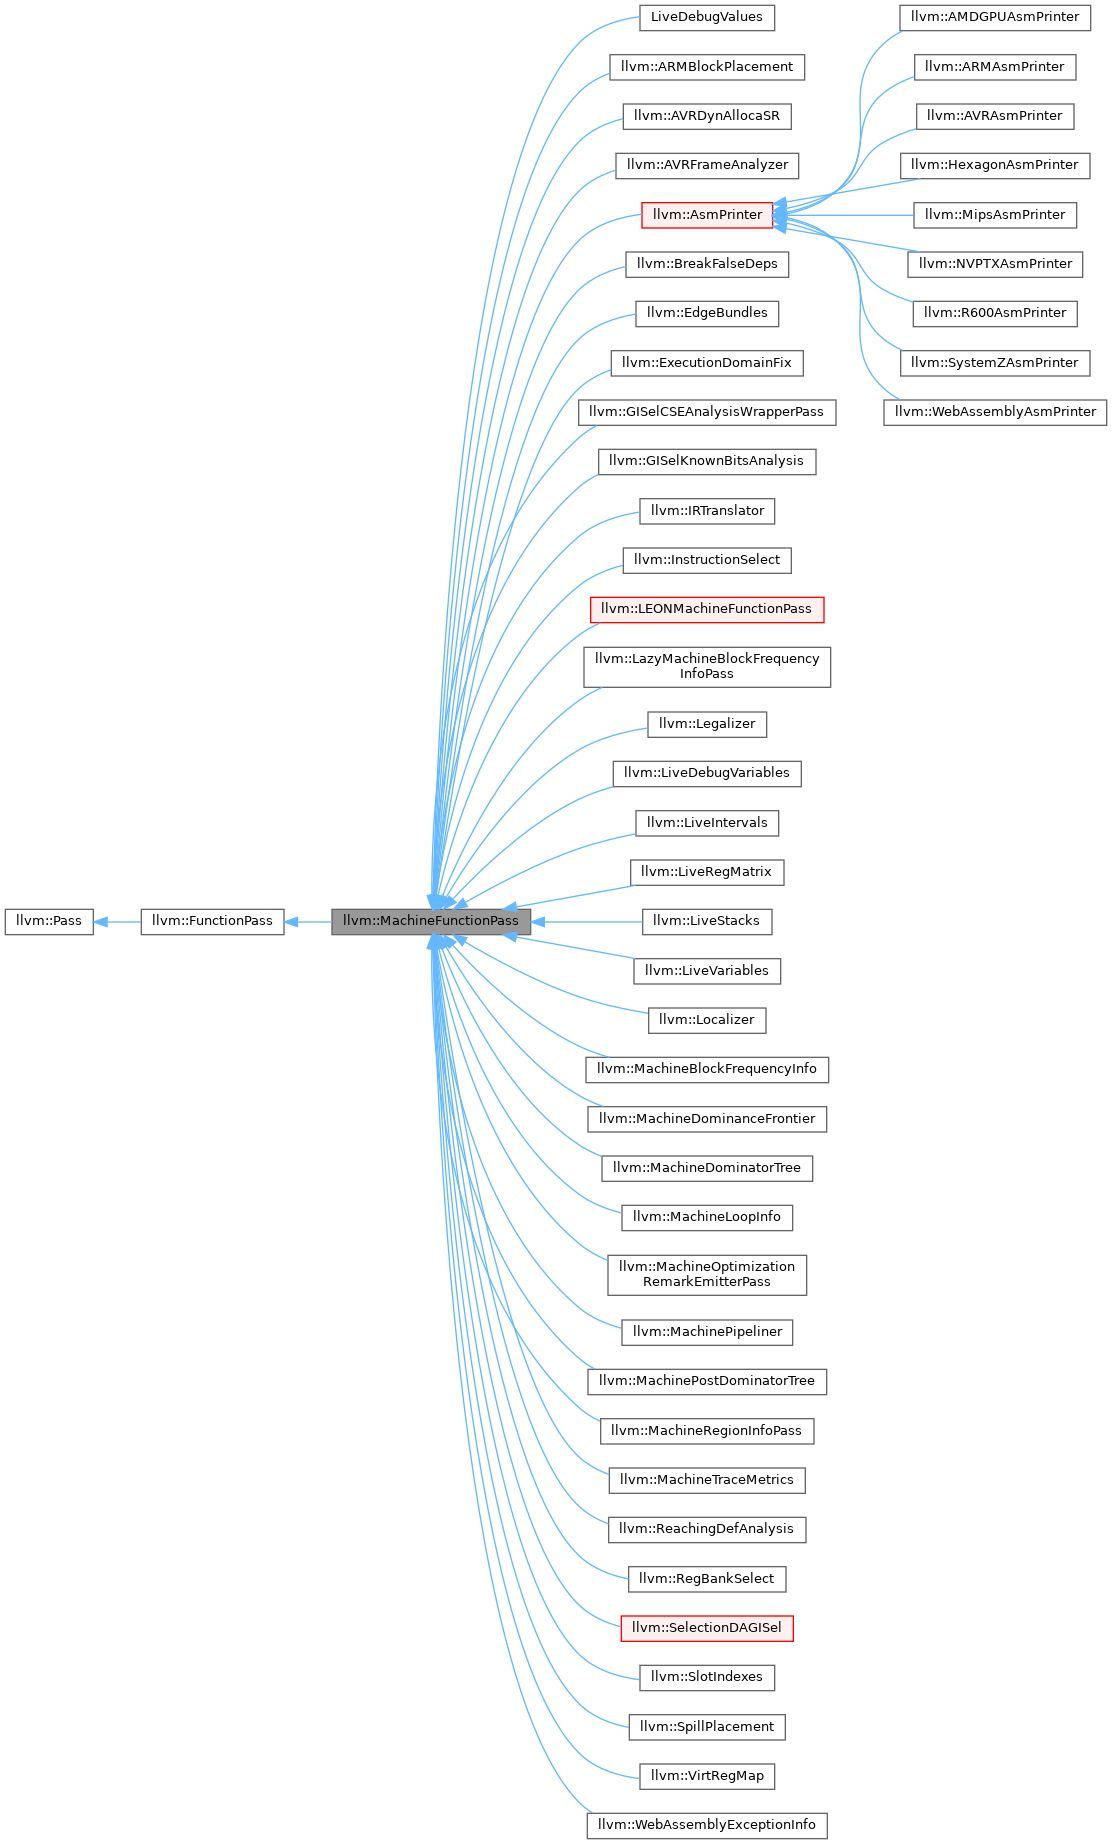 llvm::Pass
llvm::FunctionPass
llvm::MachineFunctionPass
LiveDebugValues
llvm::ARMBlockPlacement
llvm::AVRDynAllocaSR
llvm::AVRFrameAnalyzer
llvm::AsmPrinter
llvm::BreakFalseDeps
llvm::EdgeBundles
llvm::ExecutionDomainFix
llvm::GISelCSEAnalysisWrapperPass
llvm::GISelKnownBitsAnalysis
llvm::IRTranslator
llvm::InstructionSelect
llvm::LEONMachineFunctionPass
llvm::LazyMachineBlockFrequency
InfoPass
llvm::Legalizer
llvm::LiveDebugVariables
llvm::LiveIntervals
llvm::LiveRegMatrix
llvm::LiveStacks
llvm::LiveVariables
llvm::Localizer
llvm::MachineBlockFrequencyInfo
llvm::MachineDominanceFrontier
llvm::MachineDominatorTree
llvm::MachineLoopInfo
llvm::MachineOptimization
RemarkEmitterPass
llvm::MachinePipeliner
llvm::MachinePostDominatorTree
llvm::MachineRegionInfoPass
llvm::MachineTraceMetrics
llvm::ReachingDefAnalysis
llvm::RegBankSelect
llvm::SelectionDAGISel
llvm::SlotIndexes
llvm::SpillPlacement
llvm::VirtRegMap
llvm::WebAssemblyExceptionInfo
llvm::AMDGPUAsmPrinter
llvm::ARMAsmPrinter
llvm::AVRAsmPrinter
llvm::HexagonAsmPrinter
llvm::MipsAsmPrinter
llvm::NVPTXAsmPrinter
llvm::R600AsmPrinter
llvm::SystemZAsmPrinter
llvm::WebAssemblyAsmPrinter